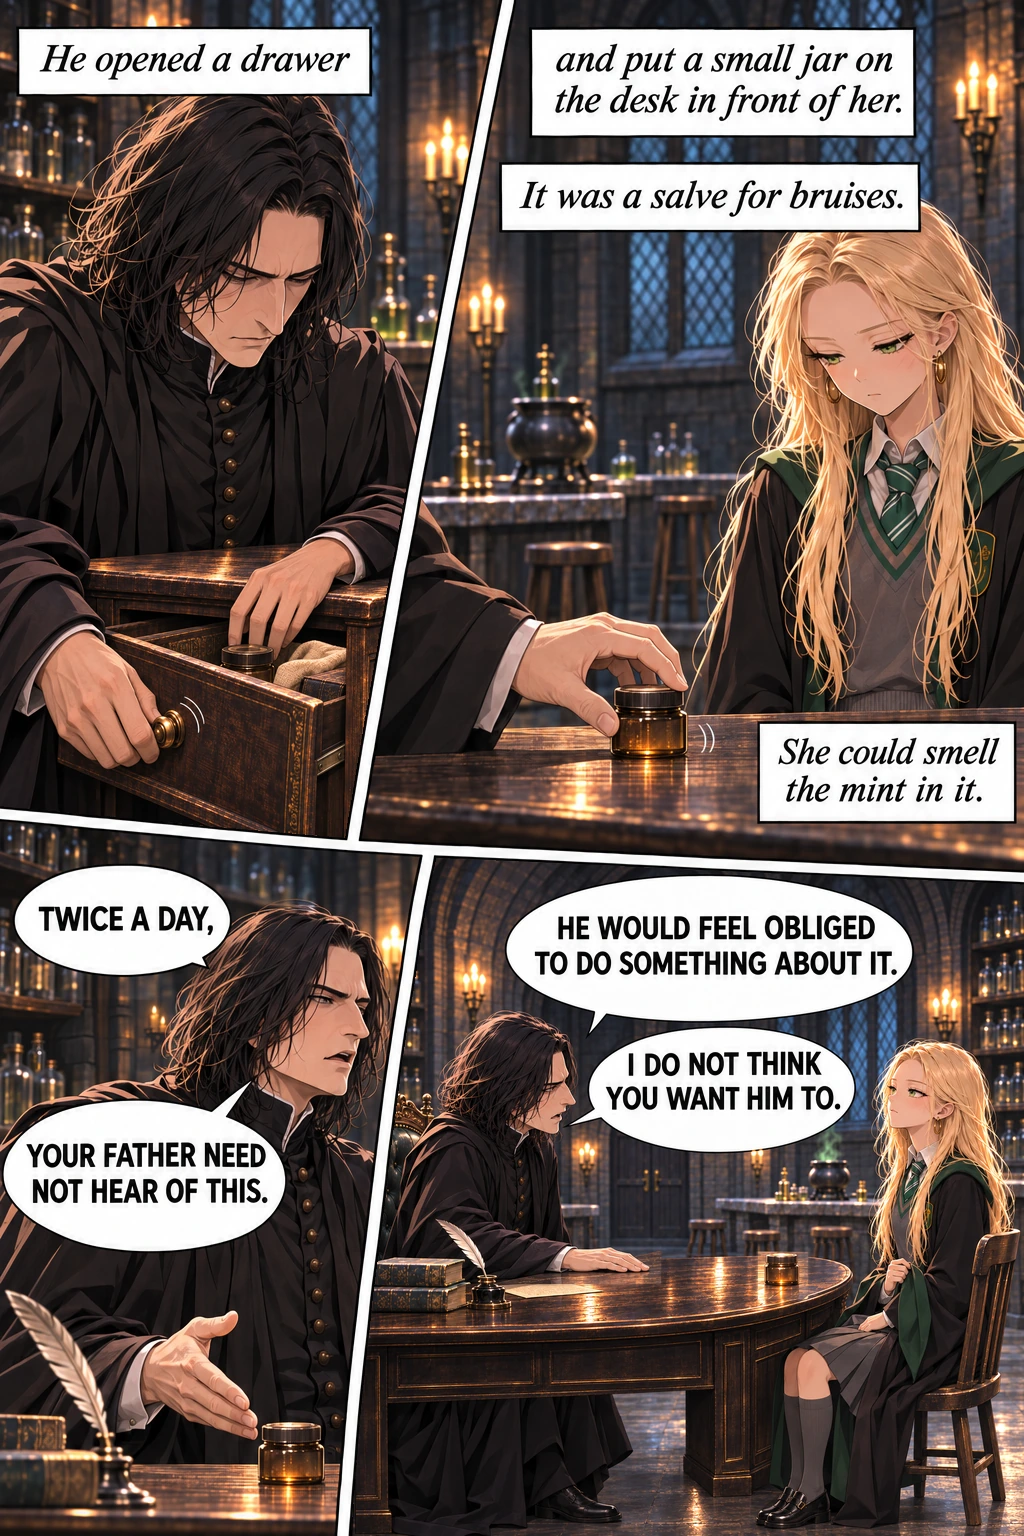 He opened a drawer
and put a small jar on
the desk in front of her.
It was a salve for bruises.
She could smell
the mint in it.
TWICE A DAY,
YOUR FATHER NEED
NOT HEAR OF THIS.
HE WOULD FEEL OBLIGED
TO DO SOMETHING ABOUT IT.
I DO NOT THINK
YOU WANT HIM TO.